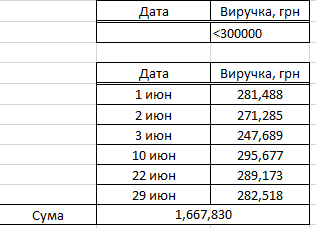 Дата Виручка, грн
<300000
Дата Виручка, грн
1 июн 281,488
2 июн 271,285
3 июн 247,689
10 июн 295,677
22 июн 289,173
29 июн 282,518
Сума 1,667,830